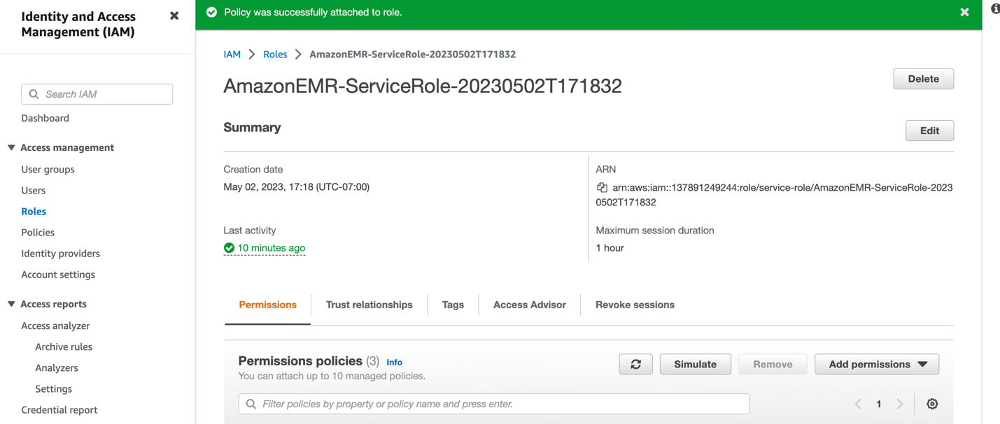 Identity and Access
Management (IAM)
Search IAM
Dashboard
Access management
User groups
Users
Roles
Policies
Identity providers
Account settings
Access reports
Access analyzer
Archive rules
Analyzers
Settings
Credential report
Policy was successfully attached to role.
IAM > Roles > AmazonEMR-ServiceRole-20230502T171832
AmazonEMR-ServiceRole-20230502T171832
Delete
Summary
Edit
Creation date
May 02, 2023, 17:18 (UTC-07:00)
ARN
arn:aws:iam::137891249244:role/service-role/AmazonEMR-ServiceRole-2023
0502T171832
Last activity
10 minutes ago
Maximum session duration
1 hour
Permissions
Trust relationships
Tags
Access Advisor
Revoke sessions
Permissions policies (3) Info
You can attach up to 10 managed policies.
Simulate
Remove
Add permissions
Filter policies by property or policy name and press enter.
1